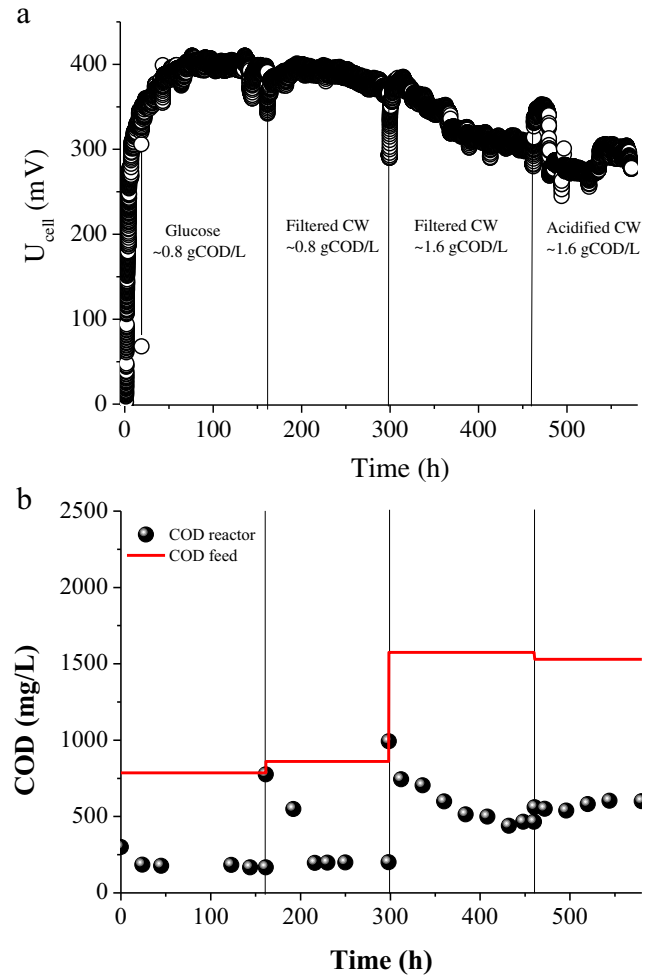 a
U_cell (mV)
400
300
200
100
0
Glucose
~0.8 gCOD/L
Filtered CW
~0.8 gCOD/L
Filtered CW
~1.6 gCOD/L
Acidified CW
~1.6 gCOD/L
0 100 200 300 400 500
Time (h)
b
COD (mg/L)
2500
2000
1500
1000
500
0
COD reactor
COD feed
0 100 200 300 400 500
Time (h)